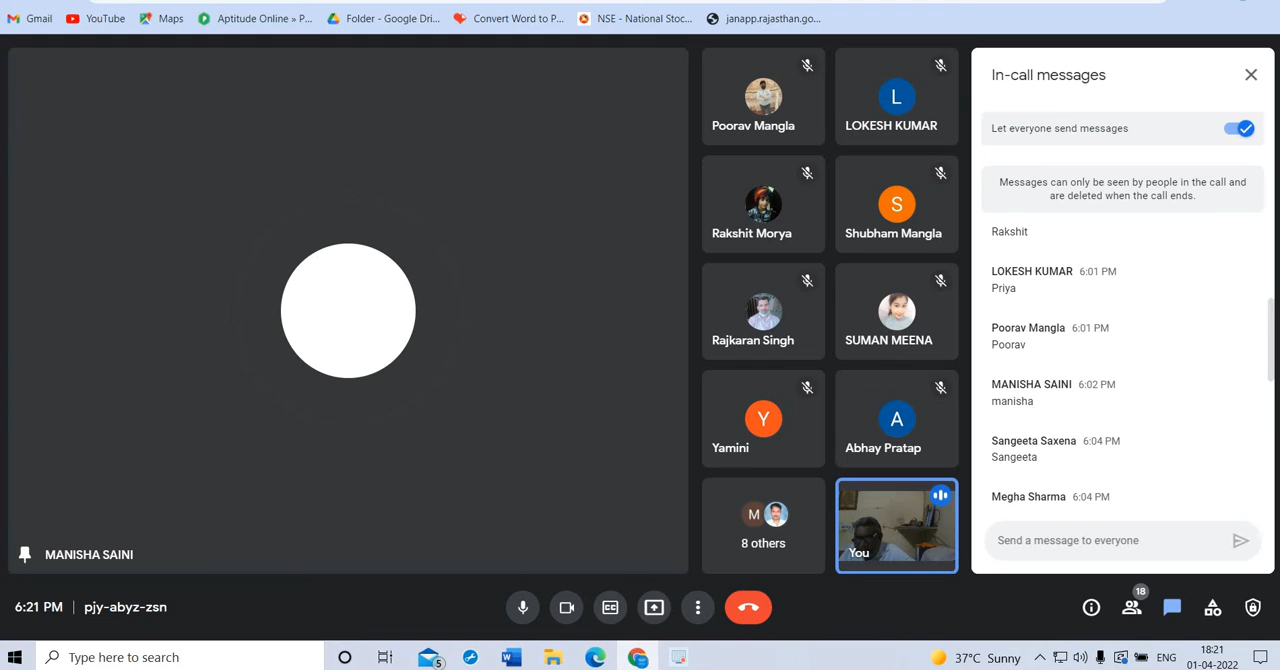 Gmail
YouTube
Maps
Aptitude Online » P...
Folder - Google Dri...
Convert Word to P...
NSE - National Stoc...
janapp.rajasthan.go...
MANISHA SAINI
Poorav Mangla
LOKESH KUMAR
L
Rakshit Morya
Shubham Mangla
S
Rajkaran Singh
SUMAN MEENA
Yamini
Y
Abhay Pratap
A
M
8 others
You
In-call messages
Let everyone send messages
Messages can only be seen by people in the call and
are deleted when the call ends.
Rakshit
LOKESH KUMAR 6:01 PM
Priya
Poorav Mangla 6:01 PM
Poorav
MANISHA SAINI 6:02 PM
manisha
Sangeeta Saxena 6:04 PM
Sangeeta
Megha Sharma 6:04 PM
Send a message to everyone
6:21 PM | pjy-abyz-zsn
CC
18
Type here to search
5
W
37°C Sunny
ENG
18:21
01-04-2022